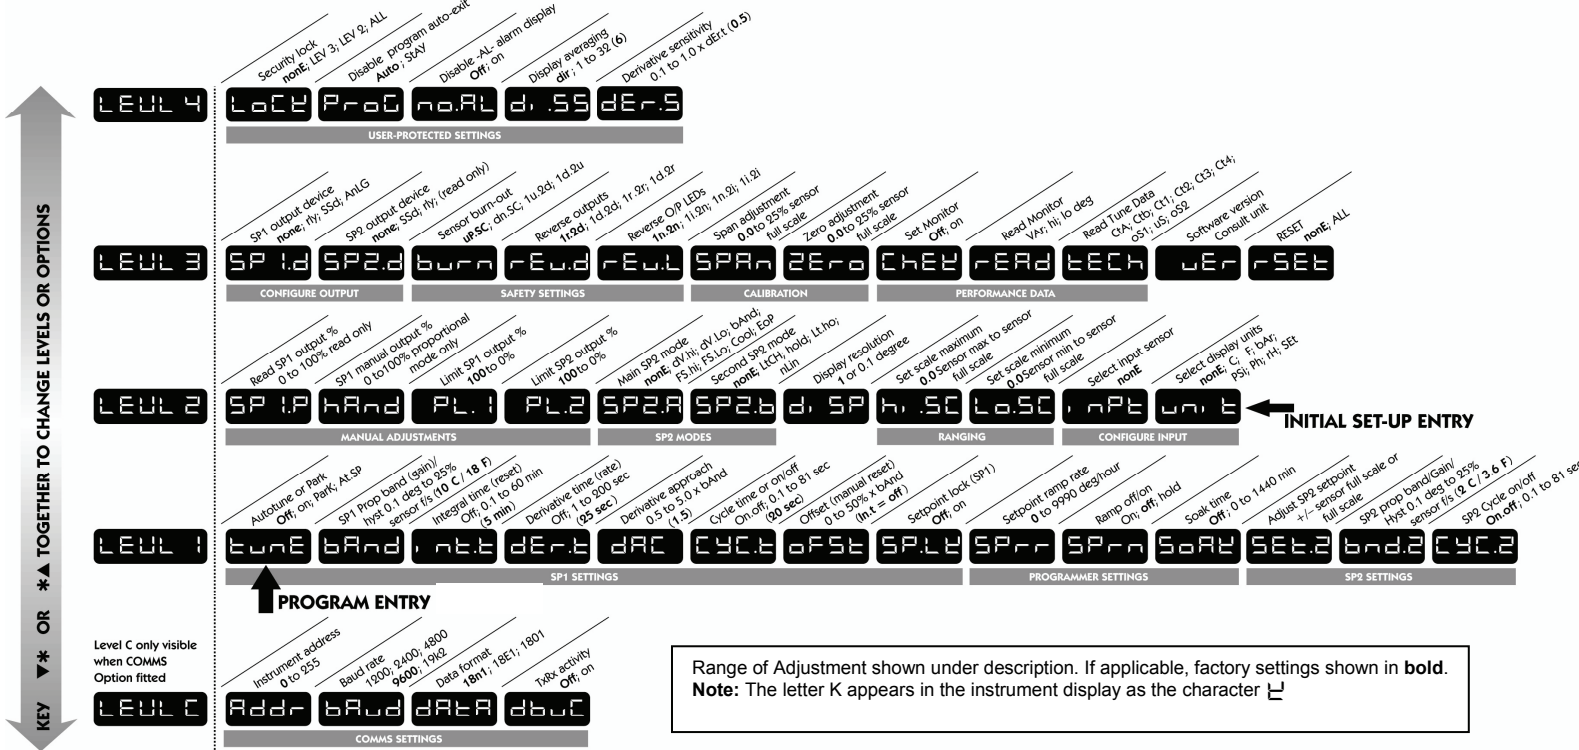 Security lock
nonE; LEV 3; LEV 2; ALL
Disable program auto-exit
Auto; StAY
Disable -AL- alarm display
Off; on
Display averaging
dir; 1 to 32 (6)
Derivative sensitivity
0.1 to 1.0 x dEr.t (0.5)
LEVL 4
LoCK
ProG
no.AL
di.SS
dEr.S
USER-PROTECTED SETTINGS
SP1 output device
none; rly; SSd; AnLG
SP2 output device
none; SSd; rly; (read only)
Sensor burn-out
uP.SC; dn.SC; 1u.2d; 1d.2u
Reverse outputs
1r.2d; 1d.2d; 1r.2r; 1d.2r
Reverse O/P LEDs
1n.2n; 1i.2n; 1n.2i; 1i.2i
Span adjustment
0.0 to 25% sensor
full scale
Zero adjustment
0.0 to 25% sensor
full scale
Set Monitor
Off; on
Read Monitor
VAr; hi; lo deg
Read Tune Data
CtA; Ctb; Ct1; Ct2; Ct3; Ct4;
oS1; uS; oS2
Software version
Consult unit
RESET
nonE; ALL
LEVL 3
SP1.d
SP2.d
burn
rEv.d
rEv.L
SPAn
ZEro
ChEK
rEAd
tECh
vEr
rSEt
CONFIGURE OUTPUT
SAFETY SETTINGS
CALIBRATION
PERFORMANCE DATA
Read SP1 output %
0 to 100% read only
SP1 manual output %
0 to100% proportional
mode only
Limit SP1 output %
100 to 0%
Limit SP2 output %
100 to 0%
Main SP2 mode
nonE; dV.hi; dV.Lo; bAnd;
FS.hi; FS.Lo; Cool; EoP
Second SP2 mode
nonE; LtCH, hold; Lt.ho;
nLin
Display resolution
1 or 0.1 degree
Set scale maximum
0.0 Sensor max to sensor
full scale
Set scale minimum
0.0 Sensor min to sensor
full scale
Select input sensor
nonE
Select display units
nonE; C; F; bAr;
PSi; Ph; rH; SEt
LEVL 2
SP1.P
hAnd
PL.1
PL.2
SP2.A
SP2.b
di SP
hi.SC
Lo.SC
inPt
unit
INITIAL SET-UP ENTRY
MANUAL ADJUSTMENTS
SP2 MODES
RANGING
CONFIGURE INPUT
Autotune or Park
Off; on; ParK; At.SP
SP1 Prop band (gain)/
hyst 0.1 deg to 25%
sensor f/s (10 C / 18 F)
Integral time (reset)
Off; 0.1 to 60 min
(5 min)
Derivative time (rate)
Off; 1 to 200 sec
(25 sec)
Derivative approach
0.5 to 5.0 x bAnd
(1.5)
Cycle time or on/off
On.off; 0.1 to 81 sec
(20 sec)
Offset (manual reset)
0 to 50% x bAnd
(In.t = off)
Setpoint lock (SP1)
Off; on
Setpoint ramp rate
0 to 9990 deg/hour
Ramp off/on
On; off; hold
Soak time
Off; 0 to 1440 min
Adjust SP2 setpoint
+/– sensor full scale or
full scale
SP2 prop band/Gain/
Hyst 0.1 deg to 25%
sensor f/s (2 C / 3.6 F)
SP2 Cycle on/off
On.off; 0.1 to 81 sec
LEVL 1
tunE
bAnd
int.t
dEr.t
dAC
CYC.t
oFSt
SP.LK
SPrr
SPrn
SoAK
SEt.2
bnd.2
CYC.2
SP1 SETTINGS
PROGRAMMER SETTINGS
SP2 SETTINGS
PROGRAM ENTRY
Level C only visible
when COMMS
Option fitted
Instrument address
0 to 255
Baud rate
1200; 2400; 4800
9600; 19k2
Data format
18n1; 18E1; 1801
TxRx activity
Off; on
LEVL C
Addr
bAud
dAtA
dbuC
COMMS SETTINGS
Range of Adjustment shown under description. If applicable, factory settings shown in bold.
Note: The letter K appears in the instrument display as the character
KEY ▼* OR *▲ TOGETHER TO CHANGE LEVELS OR OPTIONS